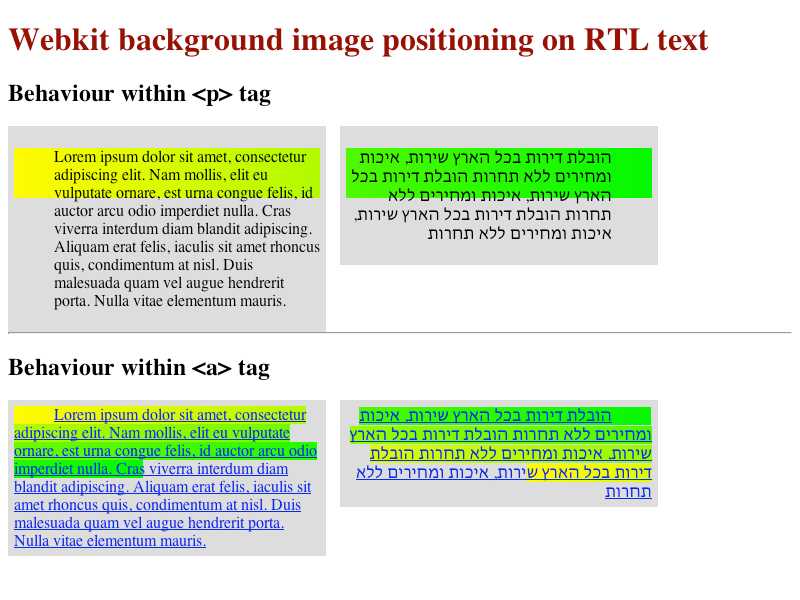 Webkit background image positioning on RTL text
Behaviour within <p> tag
Lorem ipsum dolor sit amet, consectetur
adipiscing elit. Nam mollis, elit eu
vulputate ornare, est urna congue felis, id
auctor arcu odio imperdiet nulla. Cras
viverra interdum diam blandit adipiscing.
Aliquam erat felis, iaculis sit amet rhoncus
quis, condimentum at nisl. Duis
malesuada quam vel augue hendrerit
porta. Nulla vitae elementum mauris.
הובלת דירות בכל הארץ שירות, איכות
ומחירים ללא תחרות הובלת דירות בכל
הארץ שירות, איכות ומחירים ללא
תחרות הובלת דירות בכל הארץ שירות,
איכות ומחירים ללא תחרות
Behaviour within <a> tag
Lorem ipsum dolor sit amet, consectetur
adipiscing elit. Nam mollis, elit eu vulputate
ornare, est urna congue felis, id auctor arcu odio
imperdiet nulla. Cras viverra interdum diam
blandit adipiscing. Aliquam erat felis, iaculis sit
amet rhoncus quis, condimentum at nisl. Duis
malesuada quam vel augue hendrerit porta.
Nulla vitae elementum mauris.
הובלת דירות בכל הארץ שירות, איכות
ומחירים ללא תחרות הובלת דירות בכל הארץ
שירות, איכות ומחירים ללא תחרות הובלת
דירות בכל הארץ שירות, איכות ומחירים ללא
תחרות